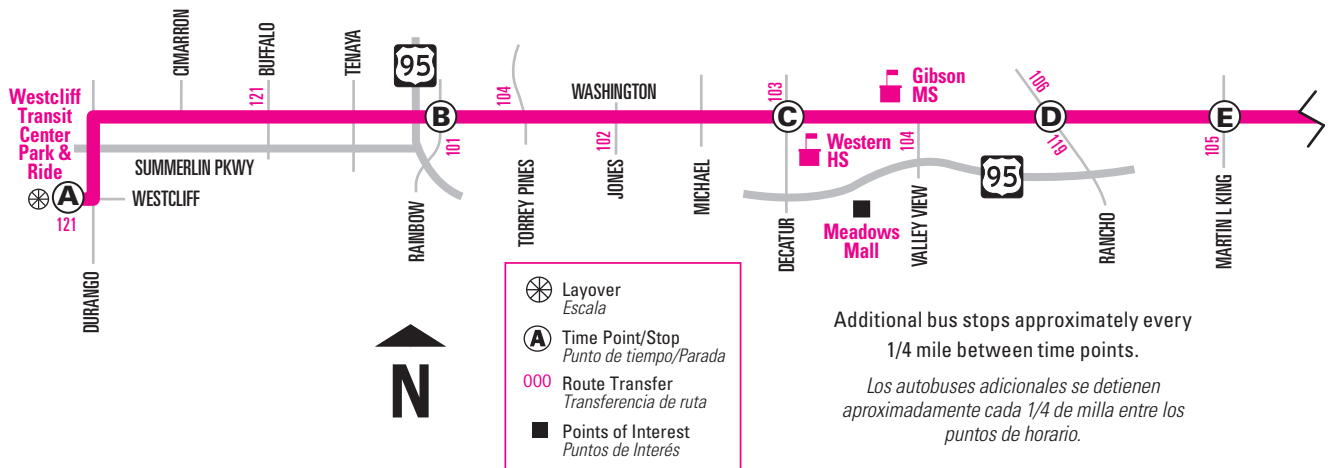 Westcliff
Transit
Center
Park &
Ride
A
121
DURANGO
WESTCLIFF
SUMMERLIN PKWY
CIMARRON
BUFFALO
121
TENAYA
95
B
101
RAINBOW
104
TORREY PINES
WASHINGTON
102
JONES
MICHAEL
103
C
DECATUR
Gibson
MS
Western
HS
Meadows
Mall
104
VALLEY VIEW
95
106
D
119
RANCHO
E
105
MARTIN L KING
N
Layover
Escala
A
Time Point/Stop
Punto de tiempo/Parada
000
Route Transfer
Transferencia de ruta
Points of Interest
Puntos de Interés
Additional bus stops approximately every
1/4 mile between time points.
Los autobuses adicionales se detienen
aproximadamente cada 1/4 de milla entre los
puntos de horario.